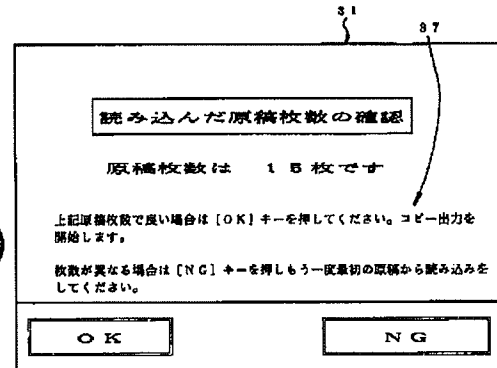 31
37
読み込んだ原稿枚数の確認
原稿枚数は 15枚です
上記原稿枚数で良い場合は[OK]キーを押してください。コピー出力を
開始します。
枚数が異なる場合は[NG]キーを押しもう一度最初の原稿から読み込みを
してください。
OK NG